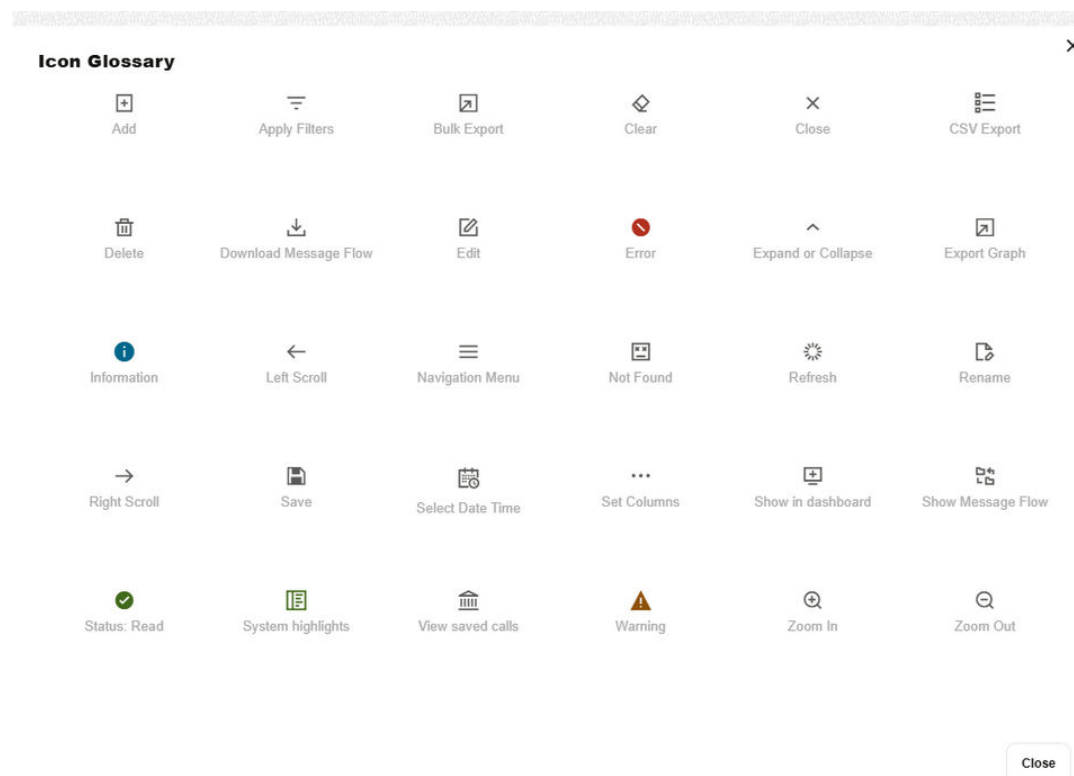 Icon Glossary
Add
Apply Filters
Bulk Export
Clear
Close
CSV Export
Delete
Download Message Flow
Edit
Error
Expand or Collapse
Export Graph
Information
Left Scroll
Navigation Menu
Not Found
Refresh
Rename
Right Scroll
Save
Select Date Time
Set Columns
Show in dashboard
Show Message Flow
Status: Read
System highlights
View saved calls
Warning
Zoom In
Zoom Out
Close